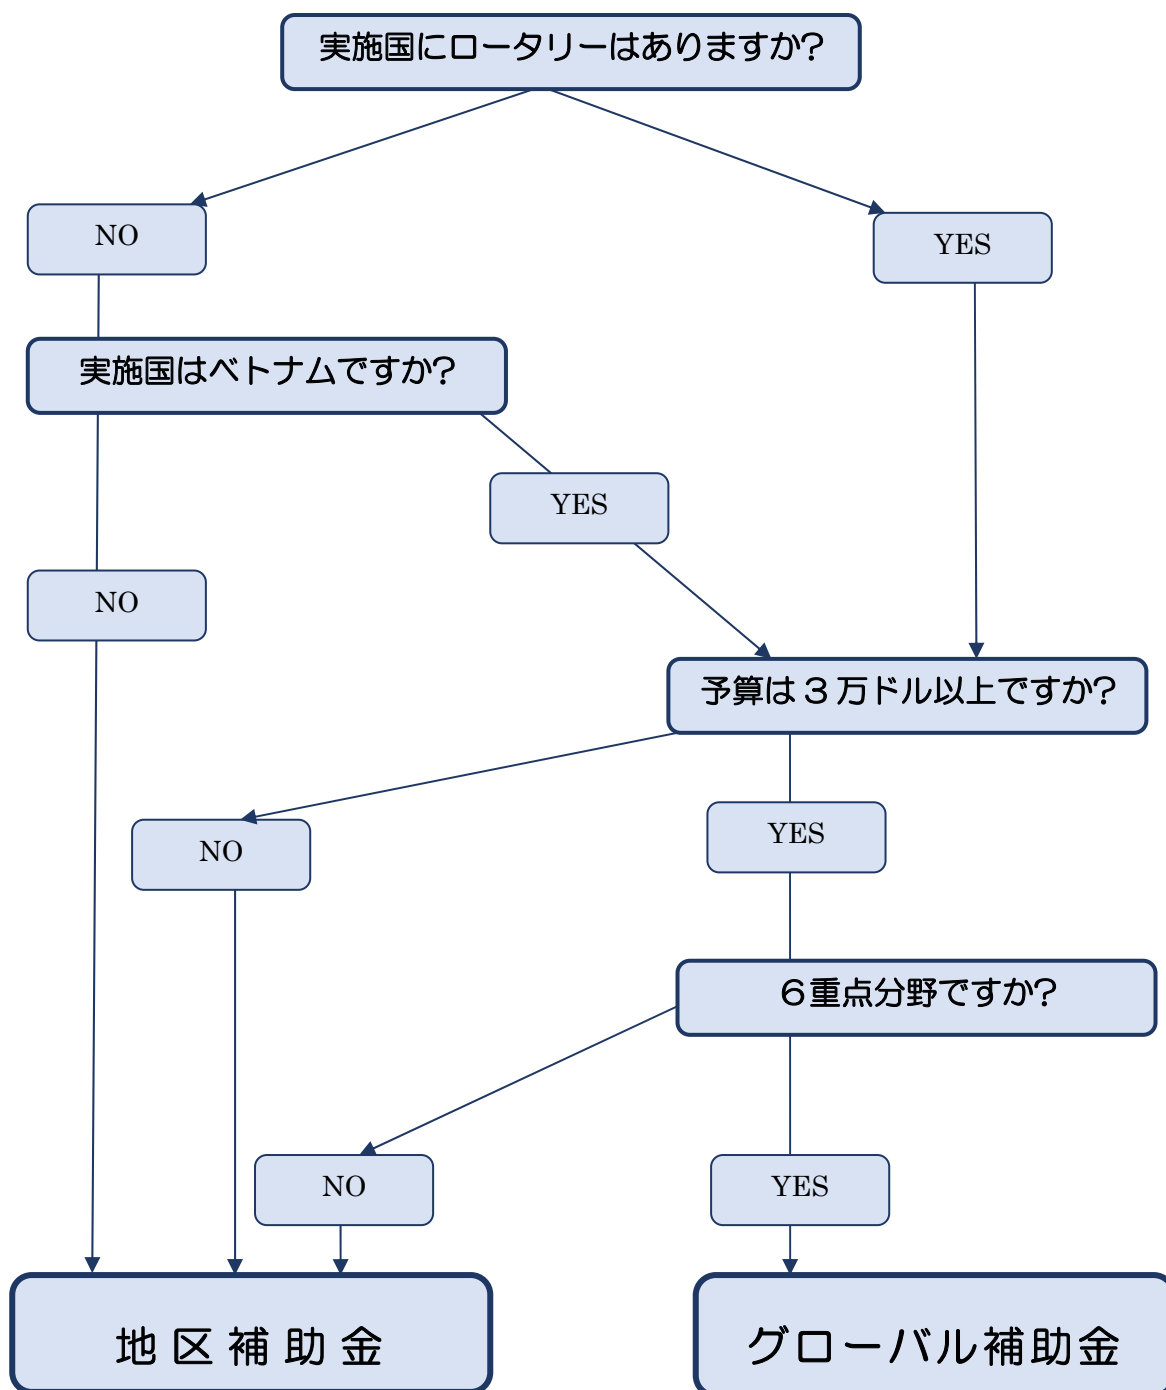 実施国にロータリーはありますか?
NO
YES
実施国はベトナムですか?
YES
NO
予算は3万ドル以上ですか?
NO
YES
6重点分野ですか?
NO
YES
地区補助金
グローバル補助金